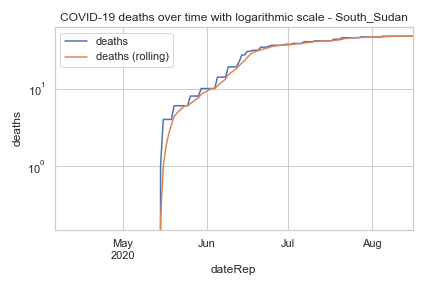 COVID-19 deaths over time with logarithmic scale - South_Sudan
deaths
deaths (rolling)
deaths
10¹
10⁰
May
2020
Jun
Jul
Aug
dateRep